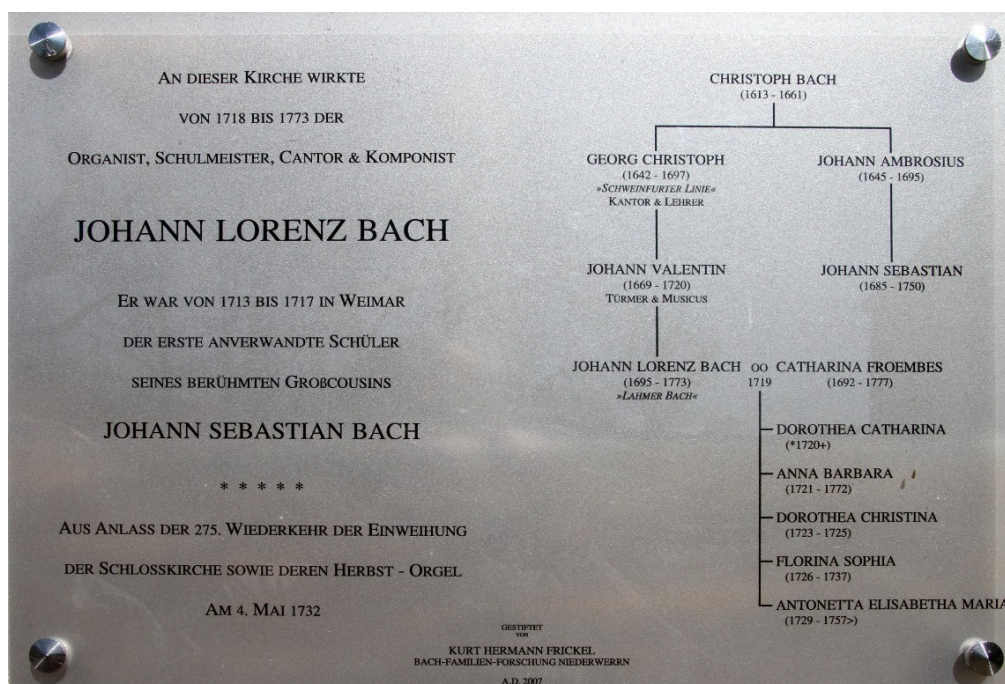 AN DIESER KIRCHE WIRKTE
VON 1718 BIS 1773 DER
ORGANIST, SCHULMEISTER, CANTOR & KOMPONIST
JOHANN LORENZ BACH
ER WAR VON 1713 BIS 1717 IN WEIMAR
DER ERSTE ANVERWANDTE SCHÜLER
SEINES BERÜHMTEN GROßCOUSINS
JOHANN SEBASTIAN BACH
* * * * *
AUS ANLASS DER 275. WIEDERKEHR DER EINWEIHUNG
DER SCHLOSSKIRCHE SOWIE DEREN HERBST - ORGEL
AM 4. MAI 1732
CHRISTOPH BACH
(1613 - 1661)
GEORG CHRISTOPH
(1642 - 1697)
»SCHWEINFURTER LINIE«
KANTOR & LEHRER
JOHANN AMBROSIUS
(1645 - 1695)
JOHANN VALENTIN
(1669 - 1720)
TÜRMER & MUSICUS
JOHANN SEBASTIAN
(1685 - 1750)
JOHANN LORENZ BACH OO CATHARINA FROEMBES
(1695 - 1773) 1719 (1692 - 1777)
»LAHMER BACH«
DOROTHEA CATHARINA
(*1720+)
ANNA BARBARA
(1721 - 1772)
DOROTHEA CHRISTINA
(1723 - 1725)
FLORINA SOPHIA
(1726 - 1737)
ANTONETTA ELISABETHA MARIA
(1729 - 1757>)
GESTIFTET
VON
KURT HERMANN FRICKEL
BACH-FAMILIEN-FORSCHUNG NIEDERWERRN
A.D. 2007